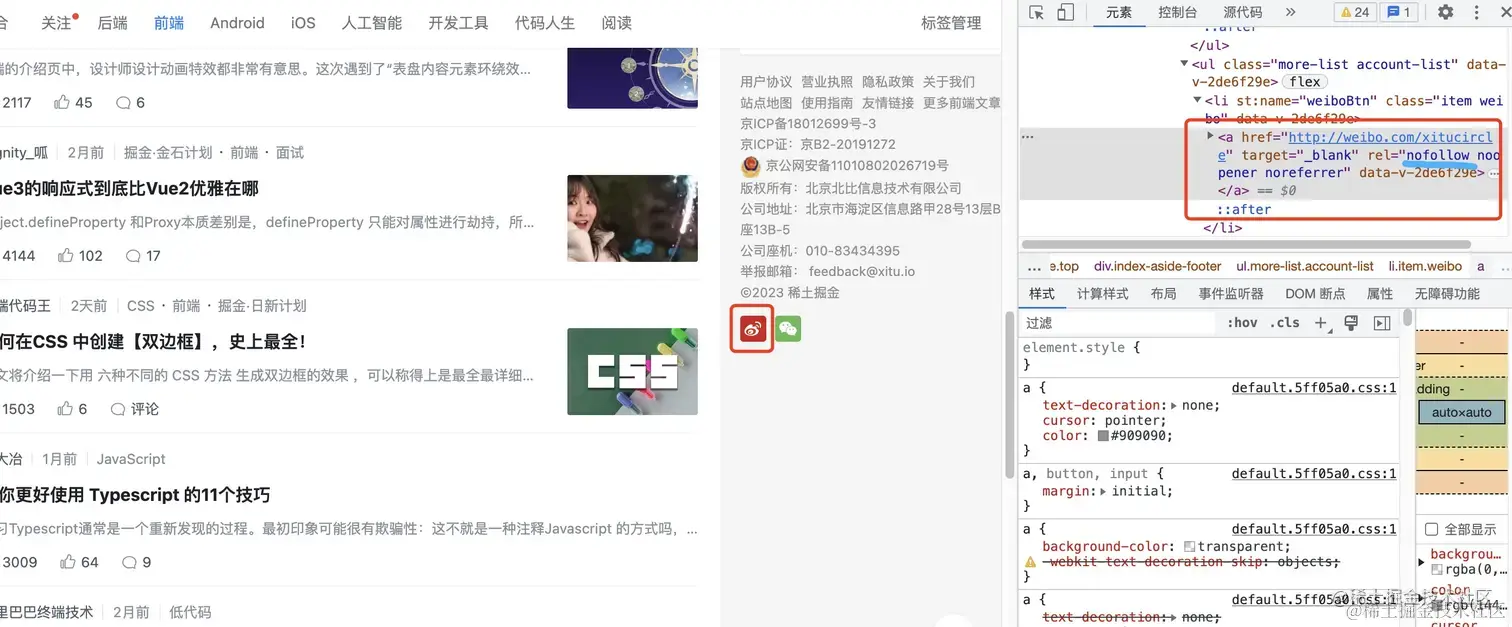 关注 后端 前端 Android iOS 人工智能 开发工具 代码人生 阅读 标签管理
的介绍页中，设计师设计动画特效都非常有意思。这次遇到了“表盘内容元素环绕效...
2117 45 6
gnity_呱 2月前 掘金·金石计划 · 前端 · 面试
ue3的响应式到底比Vue2优雅在哪
ject.defineProperty 和Proxy本质差别是，defineProperty 只能对属性进行劫持，所...
4144 102 17
端代码王 2天前 CSS · 前端 · 掘金·日新计划
何在CSS 中创建【双边框】，史上最全！
文将介绍一下用 六种不同的 CSS 方法 生成双边框的效果 ，可以称得上是最全最详细...
CSS
1503 6 评论
大冶 1月前 JavaScript
你更好使用 Typescript 的11个技巧
习Typescript通常是一个重新发现的过程。最初印象可能很有欺骗性：这不就是一种注释Javascript 的方式吗，...
3009 64 9
里巴巴终端技术 2月前 低代码
用户协议 营业执照 隐私政策 关于我们
站点地图 使用指南 友情链接 更多前端文章
京ICP备18012699号-3
京ICP证：京B2-20191272
京公网安备11010802026719号
版权所有：北京北比信息技术有限公司
公司地址：北京市海淀区信息路甲28号13层B
座13B-5
公司座机：010-83434395
举报邮箱： feedback@xitu.io
©2023 稀土掘金
元素 控制台 源代码 » 24 1
::after
</ul>
<ul class="more-list account-list" data-
v-2de6f29e> flex
<li st:name="weiboBtn" class="item wei
bo" data-v-2de6f29e>
<a href="http://weibo.com/xitucircl
e" target="_blank" rel="nofollow noo
pener noreferrer" data-v-2de6f29e> …
</a> == $0
::after
</li>
... e.top div.index-aside-footer ul.more-list.account-list li.item.weibo a
样式 计算样式 布局 事件监听器 DOM 断点 属性 无障碍功能
过滤 :hov .cls +
element.style {
}
a { default.5ff05a0.css:1
text-decoration: none;
cursor: pointer;
color: #909090;
}
a, button, input { default.5ff05a0.css:1
margin: initial;
}
a { default.5ff05a0.css:1
background-color: transparent;
-webkit-text-decoration-skip: objects;
}
a { default.5ff05a0.css:1
text-decoration: none;
-
er -
dding -
auto×auto
-
-
-
全部显示
backgrou…
rgba(0,…
color
rgb(144…
cursor
@稀土掘金技术社区
@稀土掘金技术社区